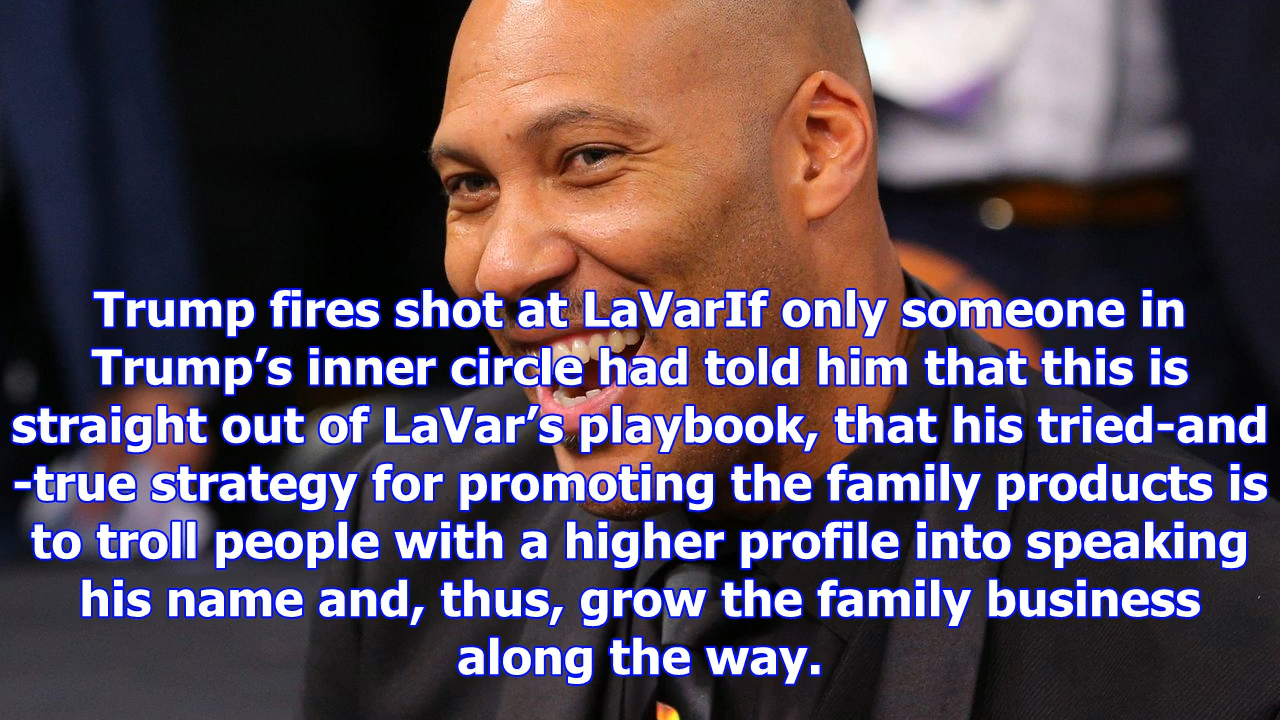 Trump fires shot at LaVarIf only someone in
Trump’s inner circle had told him that this is
straight out of LaVar’s playbook, that his tried-and
-true strategy for promoting the family products is
to troll people with a higher profile into speaking
his name and, thus, grow the family business
along the way.